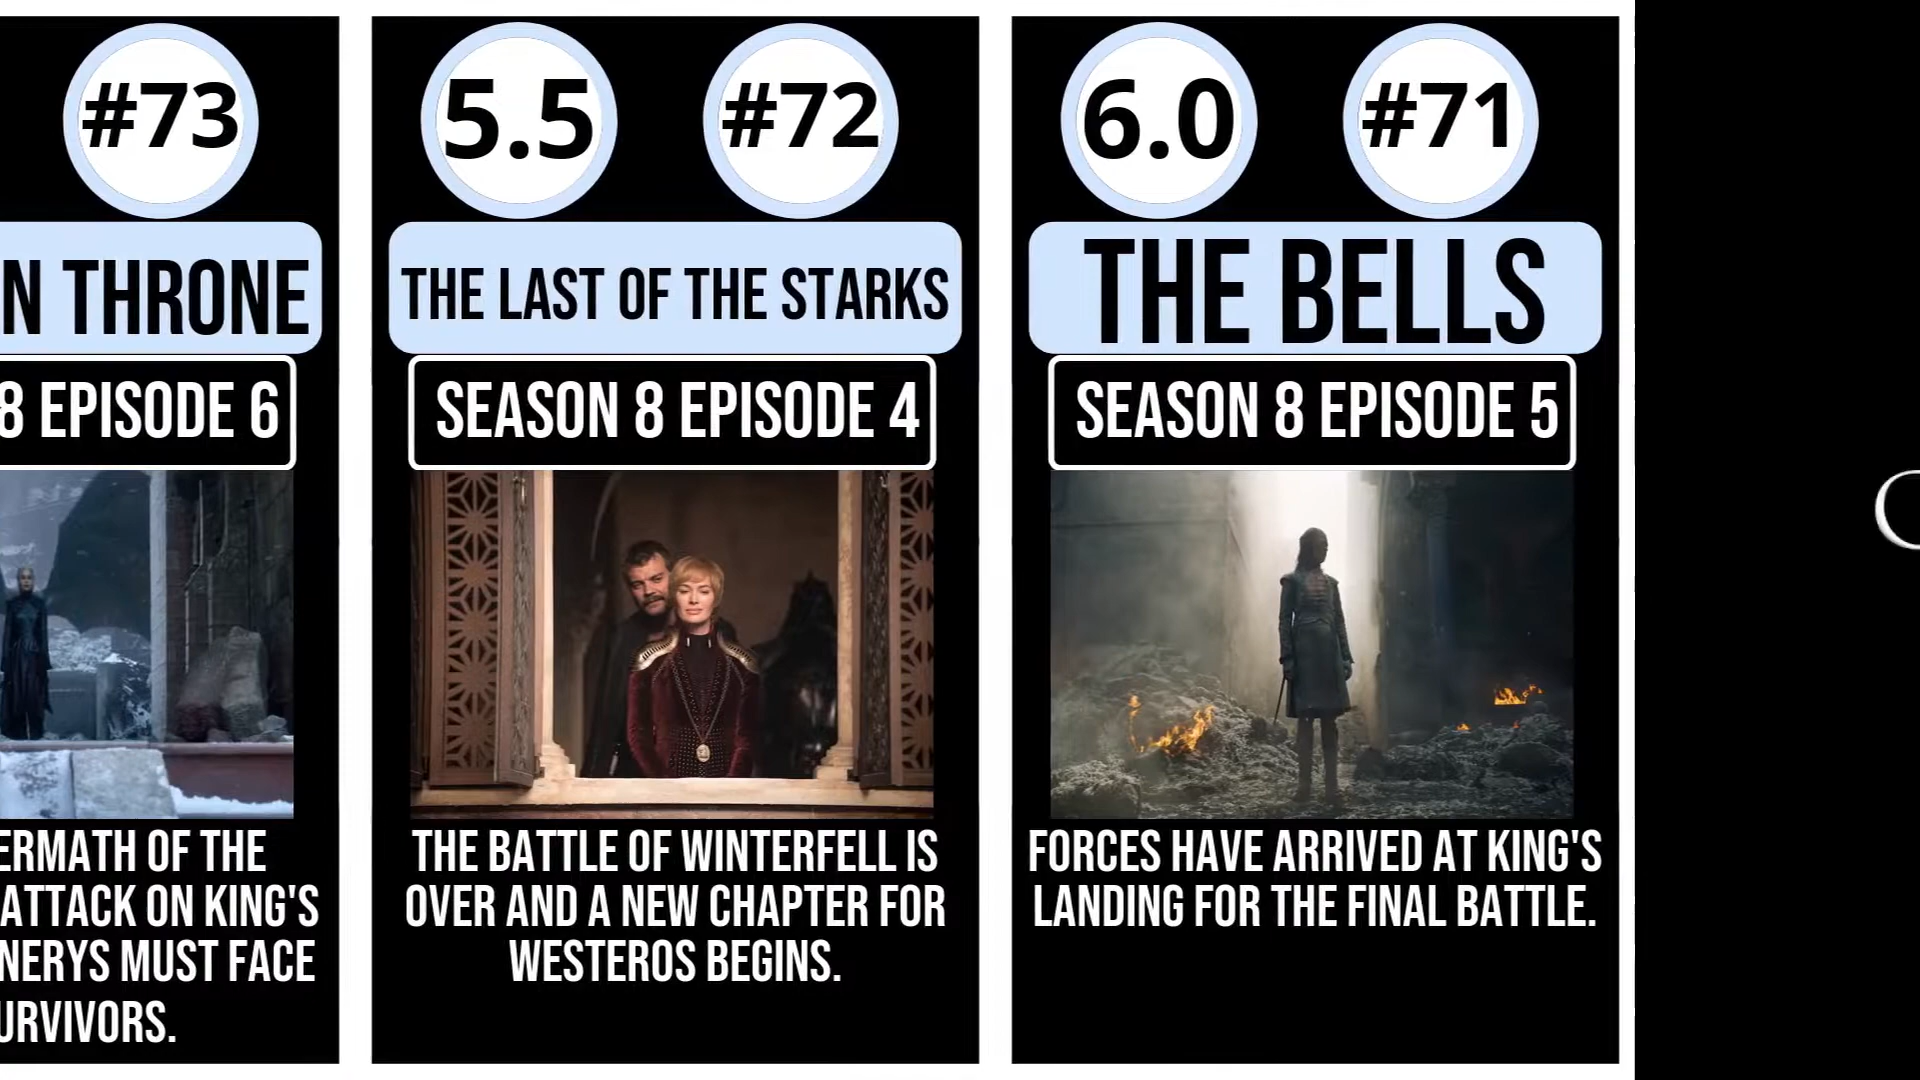 #73
N THRONE
8 EPISODE 6
ERMATH OF THE
ATTACK ON KING'S
NERYS MUST FACE
URVIVORS.
5.5 #72
THE LAST OF THE STARKS
SEASON 8 EPISODE 4
THE BATTLE OF WINTERFELL IS
OVER AND A NEW CHAPTER FOR
WESTEROS BEGINS.
6.0 #71
THE BELLS
SEASON 8 EPISODE 5
FORCES HAVE ARRIVED AT KING'S
LANDING FOR THE FINAL BATTLE.